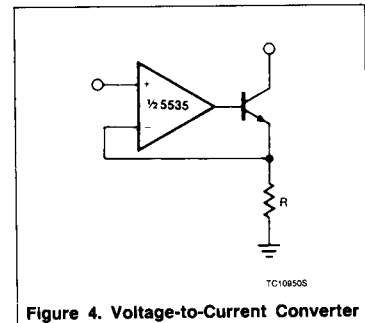 +
½ 5535
−
R
TC10950S
Figure 4. Voltage-to-Current Converter